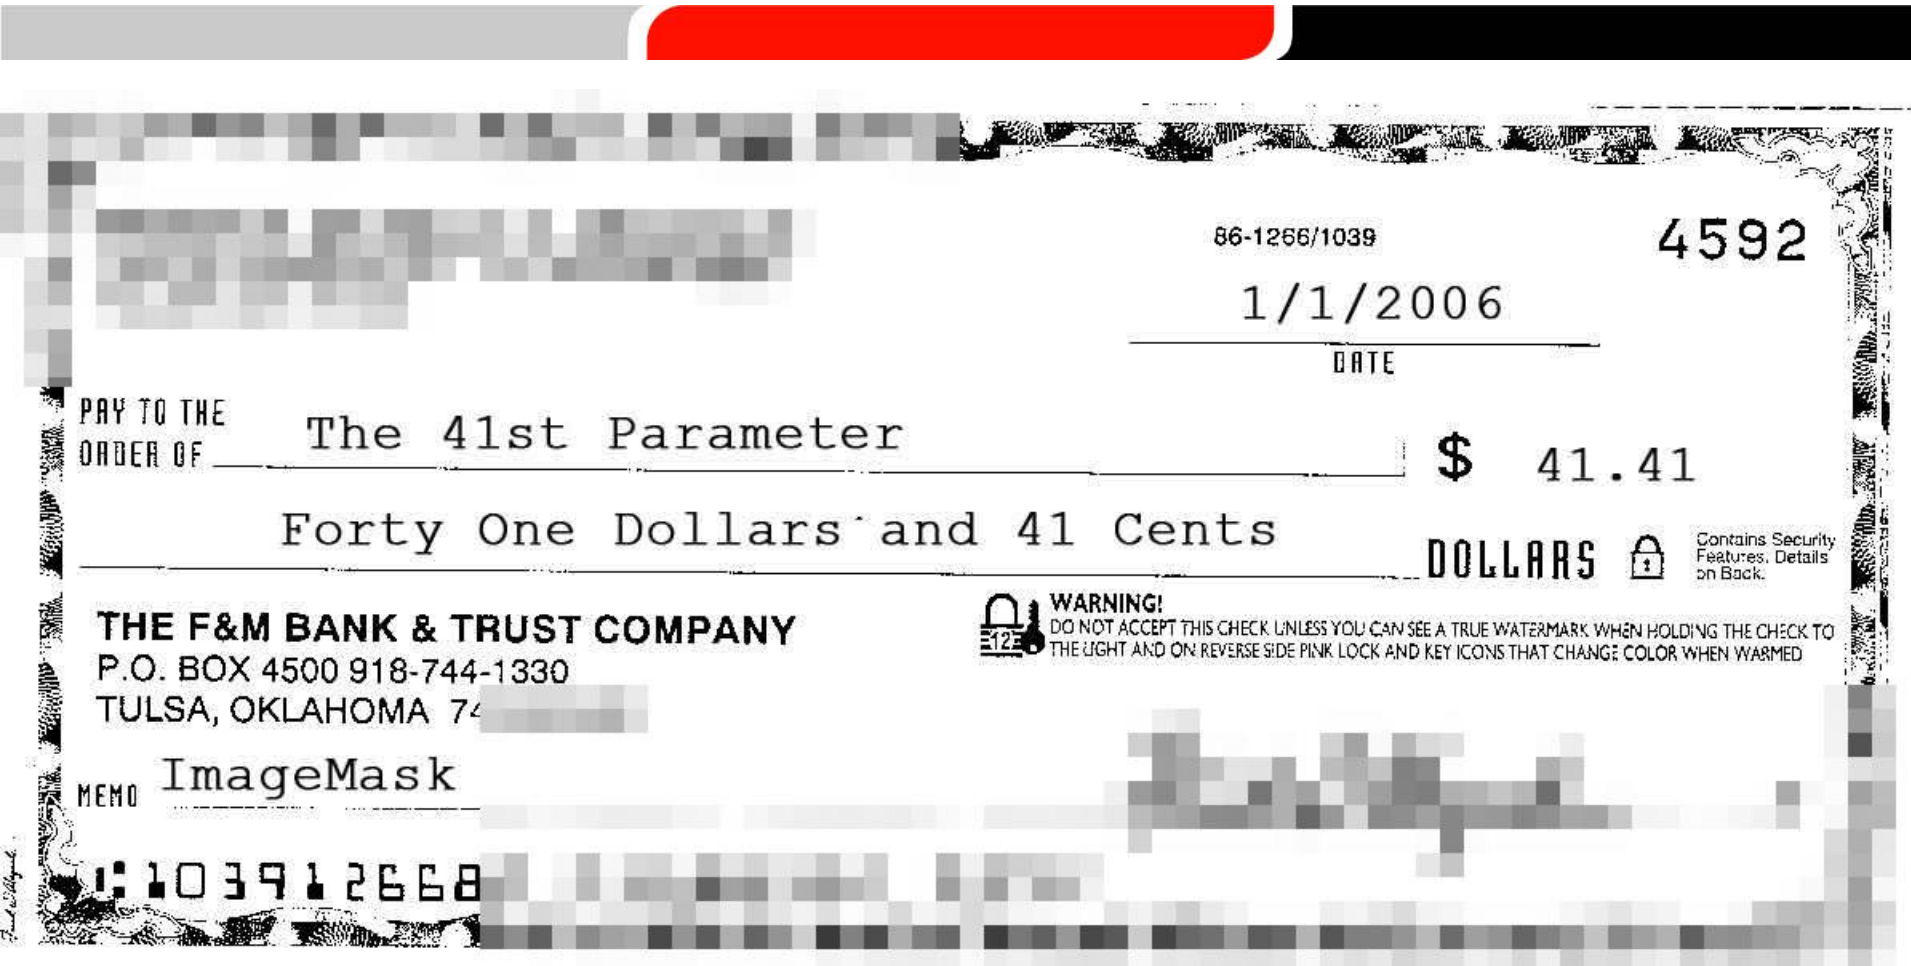 86-1266/1039
4592
1/1/2006
DATE
PAY TO THE
ORDER OF
The 41st Parameter
$ 41.41
Forty One Dollars and 41 Cents
DOLLARS
Contains Security
Features. Details
on Back.
THE F&M BANK & TRUST COMPANY
P.O. BOX 4500 918-744-1330
TULSA, OKLAHOMA 74
WARNING!
DO NOT ACCEPT THIS CHECK UNLESS YOU CAN SEE A TRUE WATERMARK WHEN HOLDING THE CHECK TO
THE LIGHT AND ON REVERSE SIDE PINK LOCK AND KEY ICONS THAT CHANGE COLOR WHEN WARMED
MEMO ImageMask
⑆103912668